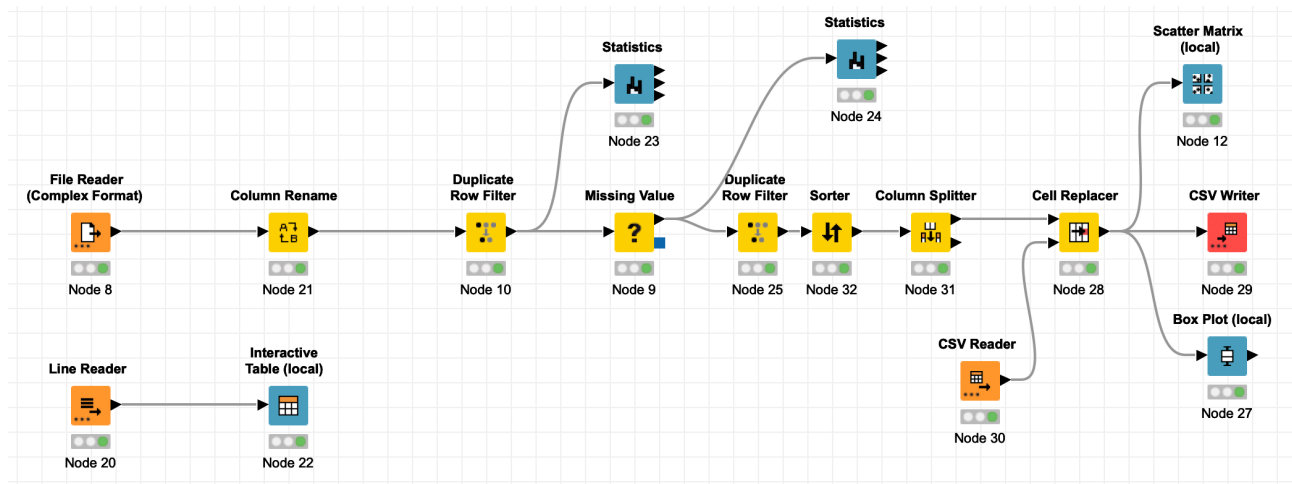 Statistics
Node 23
Statistics
Node 24
Scatter Matrix
(local)
Node 12
File Reader
(Complex Format)
Node 8
Column Rename
A
B
Node 21
Duplicate
Row Filter
Node 10
Missing Value
?
Node 9
Duplicate
Row Filter
Node 25
Sorter
Node 32
Column Splitter
Node 31
Cell Replacer
Node 28
CSV Writer
Node 29
Line Reader
Node 20
Interactive
Table (local)
Node 22
CSV Reader
Node 30
Box Plot (local)
Node 27